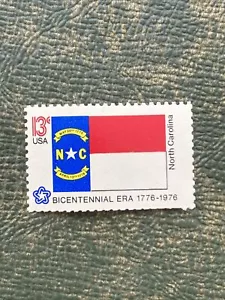 13c
USA
N ★ C
North Carolina
BICENTENNIAL ERA 1776-1976